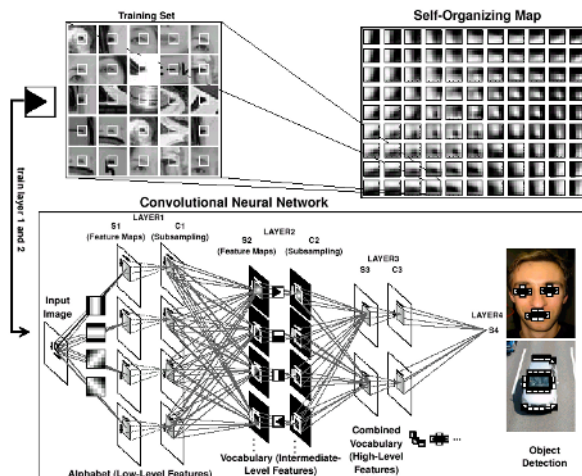 Training Set
Self-Organizing Map
train layer 1 and 2
Convolutional Neural Network
LAYER1
S1
(Feature Maps)
C1
(Subsampling)
LAYER2
S2
(Feature Maps)
C2
(Subsampling)
LAYER3
S3
C3
LAYER4
S4
Input
Image
Alphabet (Low-Level Features)
Vocabulary (Intermediate-
Level Features)
Combined
Vocabulary
(High-Level
Features)
...
Object
Detection